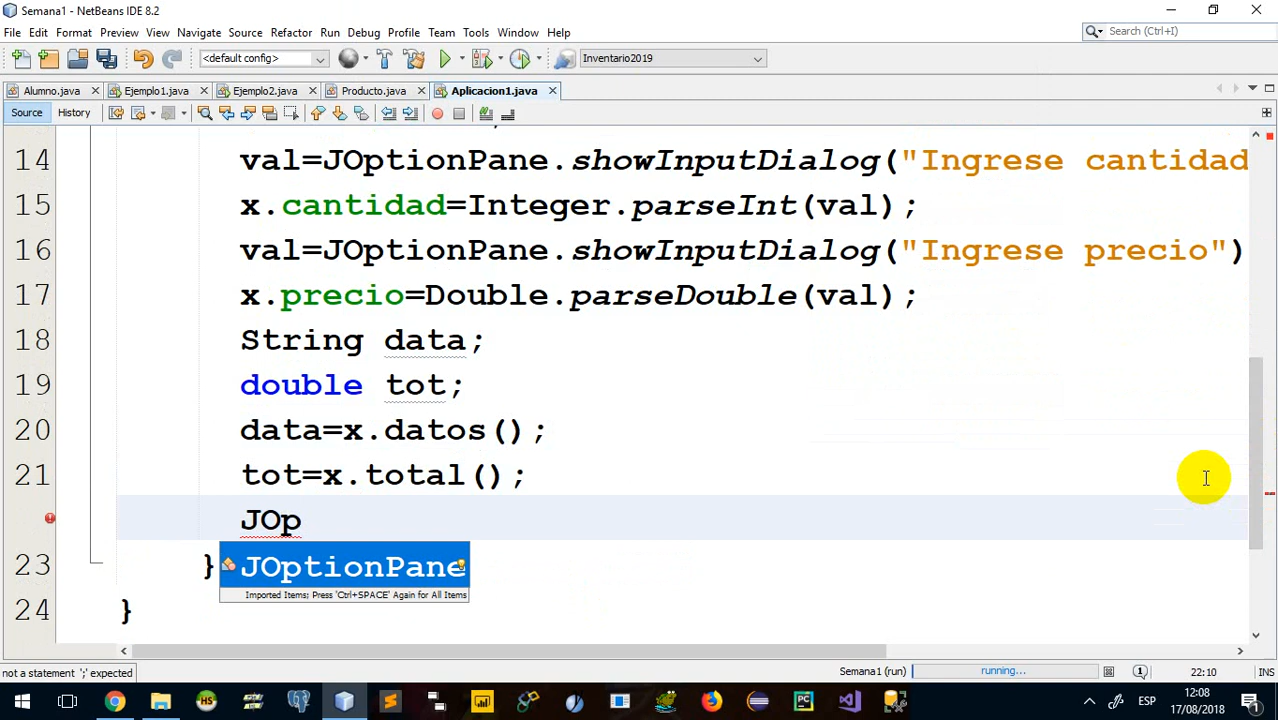 Semana1 - NetBeans IDE 8.2
File Edit Format Preview View Navigate Source Refactor Run Debug Profile Team Tools Window Help
Search (Ctrl+I)
<default config>
Inventario2019
Alumno.java Ejemplo1.java Ejemplo2.java Producto.java Aplicacion1.java
Source History
14 val=JOptionPane.showInputDialog("Ingrese cantidad
15 x.cantidad=Integer.parseInt(val);
16 val=JOptionPane.showInputDialog("Ingrese precio")
17 x.precio=Double.parseDouble(val);
18 String data;
19 double tot;
20 data=x.datos();
21 tot=x.total();
JOp
23 } JOptionPane
Imported Items; Press 'Ctrl+SPACE' Again for All Items
24 }
not a statement ';' expected
Semana1 (run) running... 1 22:10 INS
HS PC ESP 12:08 17/08/2018 1